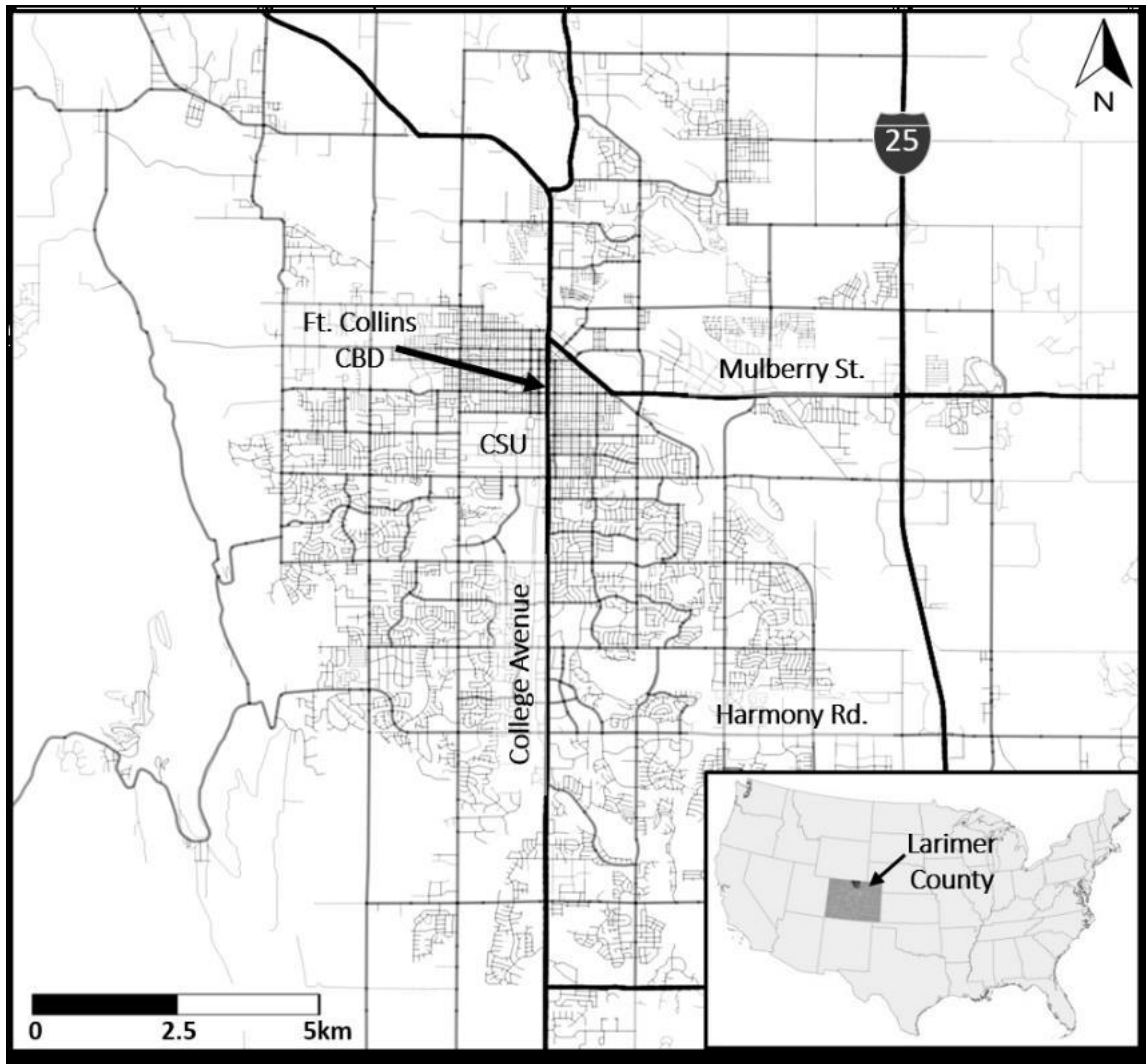 N
25
Ft. Collins
CBD
Mulberry St.
CSU
College Avenue
Harmony Rd.
Larimer
County
0 2.5 5km